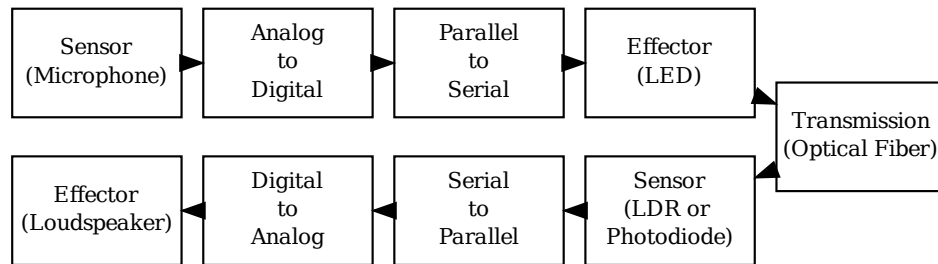 Sensor
(Microphone)
Analog
to
Digital
Parallel
to
Serial
Effector
(LED)
Transmission
(Optical Fiber)
Sensor
(LDR or
Photodiode)
Serial
to
Parallel
Digital
to
Analog
Effector
(Loudspeaker)